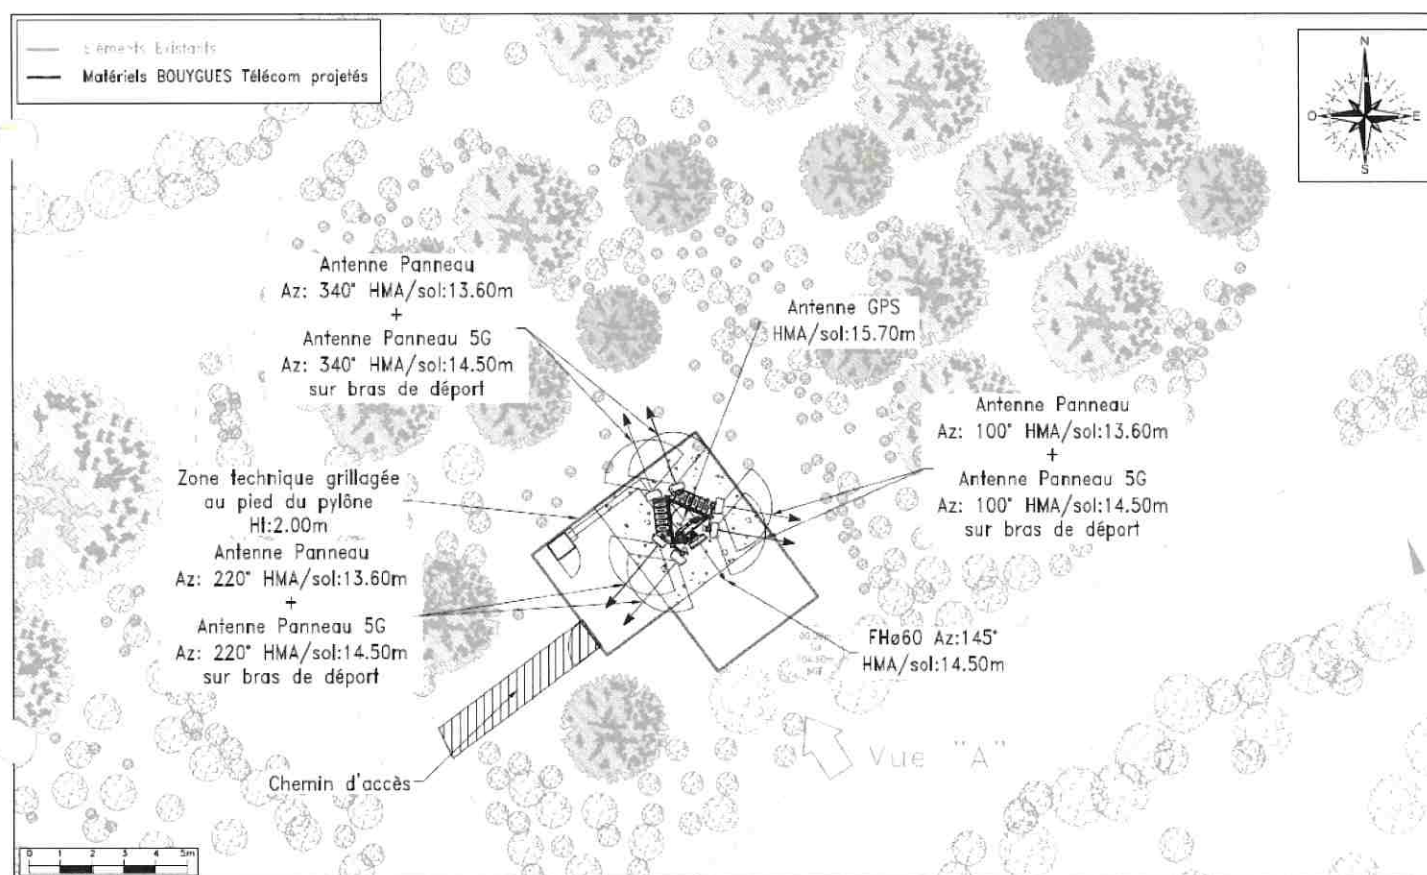 Eléments Existants
Matériels BOUYGUES Télécom projetés
N
O
E
S
Antenne Panneau
Az: 340° HMA/sol:13.60m
+
Antenne Panneau 5G
Az: 340° HMA/sol:14.50m
sur bras de déport
Antenne GPS
HMA/sol:15.70m
Antenne Panneau
Az: 100° HMA/sol:13.60m
+
Antenne Panneau 5G
Az: 100° HMA/sol:14.50m
sur bras de déport
Zone technique grillagée
au pied du pylône
Ht:2.00m
Antenne Panneau
Az: 220° HMA/sol:13.60m
+
Antenne Panneau 5G
Az: 220° HMA/sol:14.50m
sur bras de déport
FHø60 Az:145°
HMA/sol:14.50m
Vue "A"
Chemin d'accès
0 1 2 3 4 5m